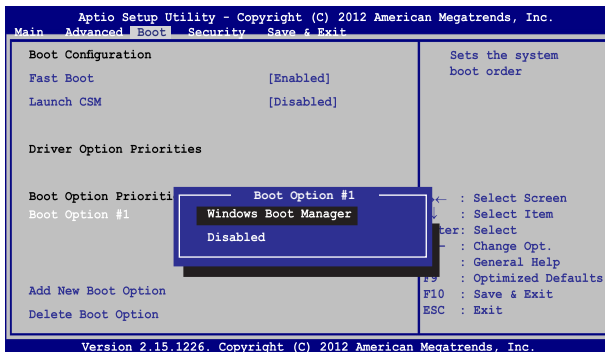 Aptio Setup Utility - Copyright (C) 2012 American Megatrends, Inc.
Main Advanced Boot Security Save & Exit
Boot Configuration
Fast Boot [Enabled]
Launch CSM [Disabled]
Driver Option Priorities
Boot Option Prioriti
Boot Option #1
Add New Boot Option
Delete Boot Option
Boot Option #1
Windows Boot Manager
Disabled
Sets the system
boot order
→← : Select Screen
: Select Item
ter: Select
: Change Opt.
: General Help
F9 : Optimized Defaults
F10 : Save & Exit
ESC : Exit
Version 2.15.1226. Copyright (C) 2012 American Megatrends, Inc.